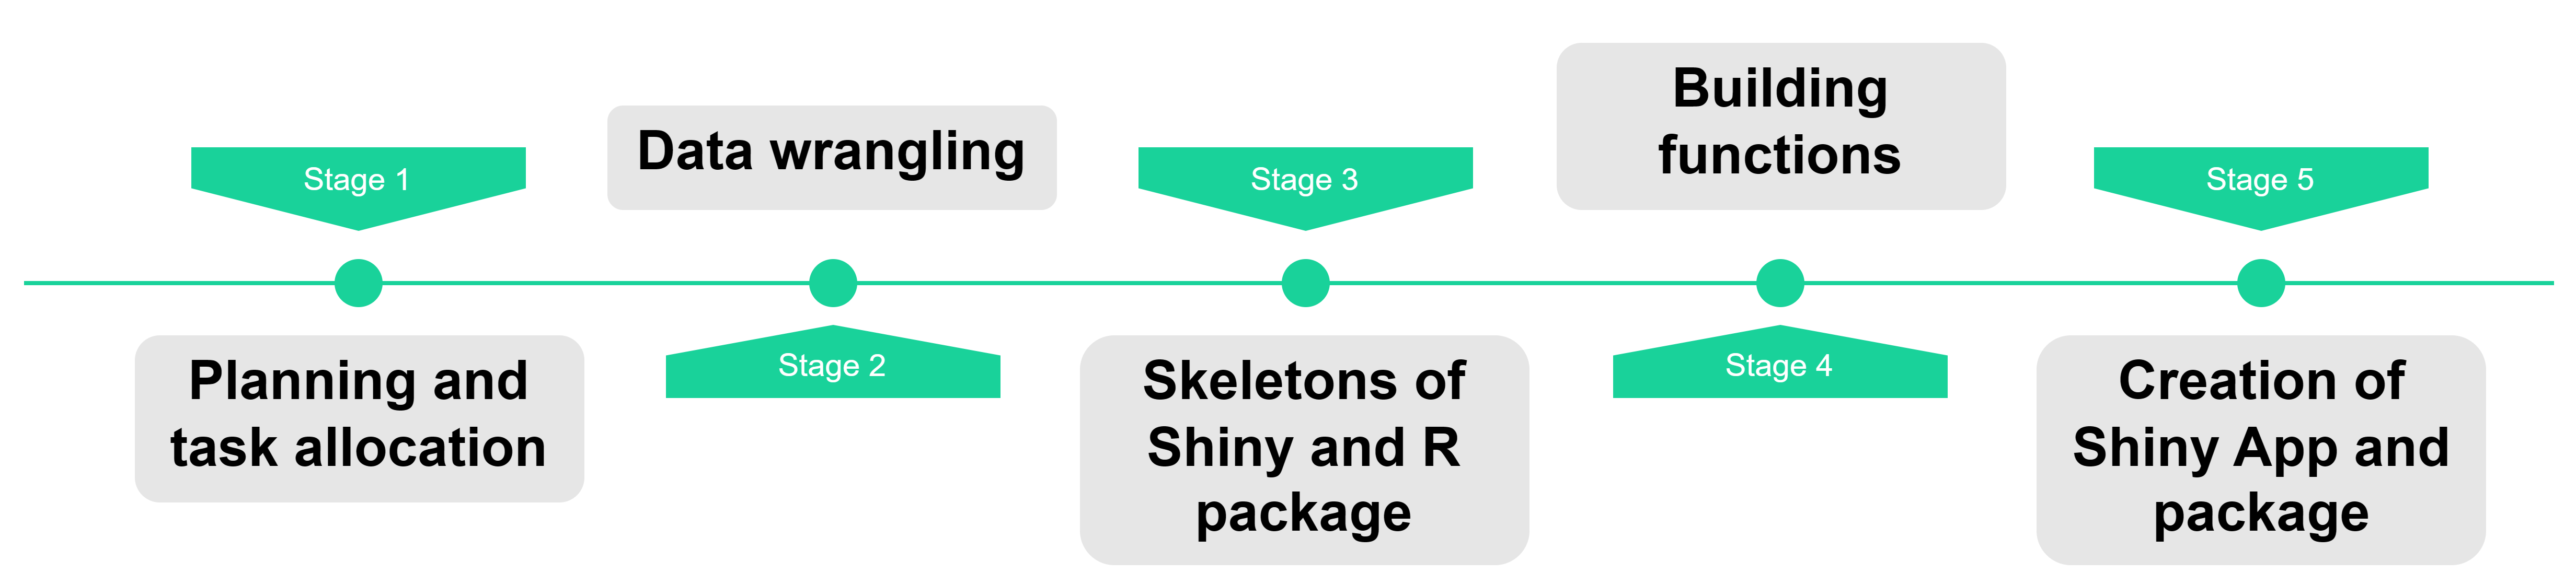 Stage 1
Planning and
task allocation
Data wrangling
Stage 2
Stage 3
Skeletons of
Shiny and R
package
Building
functions
Stage 4
Stage 5
Creation of
Shiny App and
package